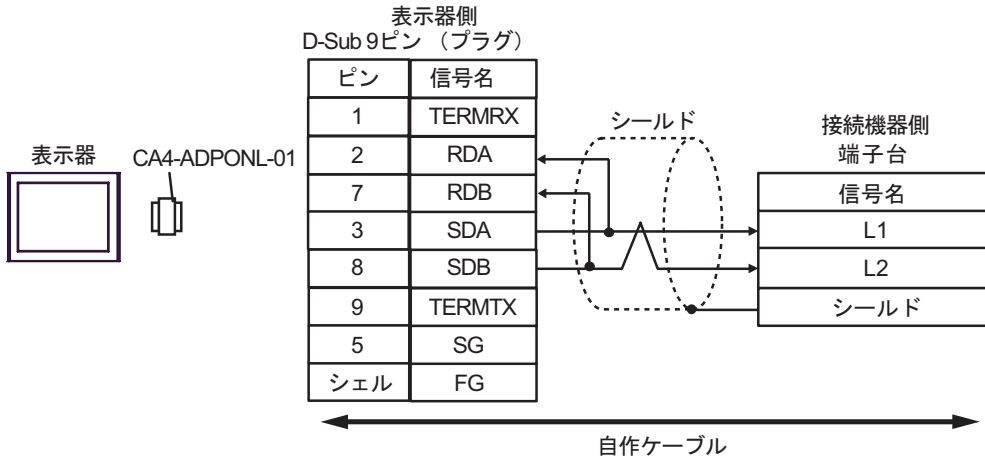 表示器側
D-Sub 9ピン （プラグ）
表示器
CA4-ADPONL-01
ピン 信号名
1 TERMRX
2 RDA
7 RDB
3 SDA
8 SDB
9 TERMTX
5 SG
シェル FG
シールド
接続機器側
端子台
信号名
L1
L2
シールド
自作ケーブル